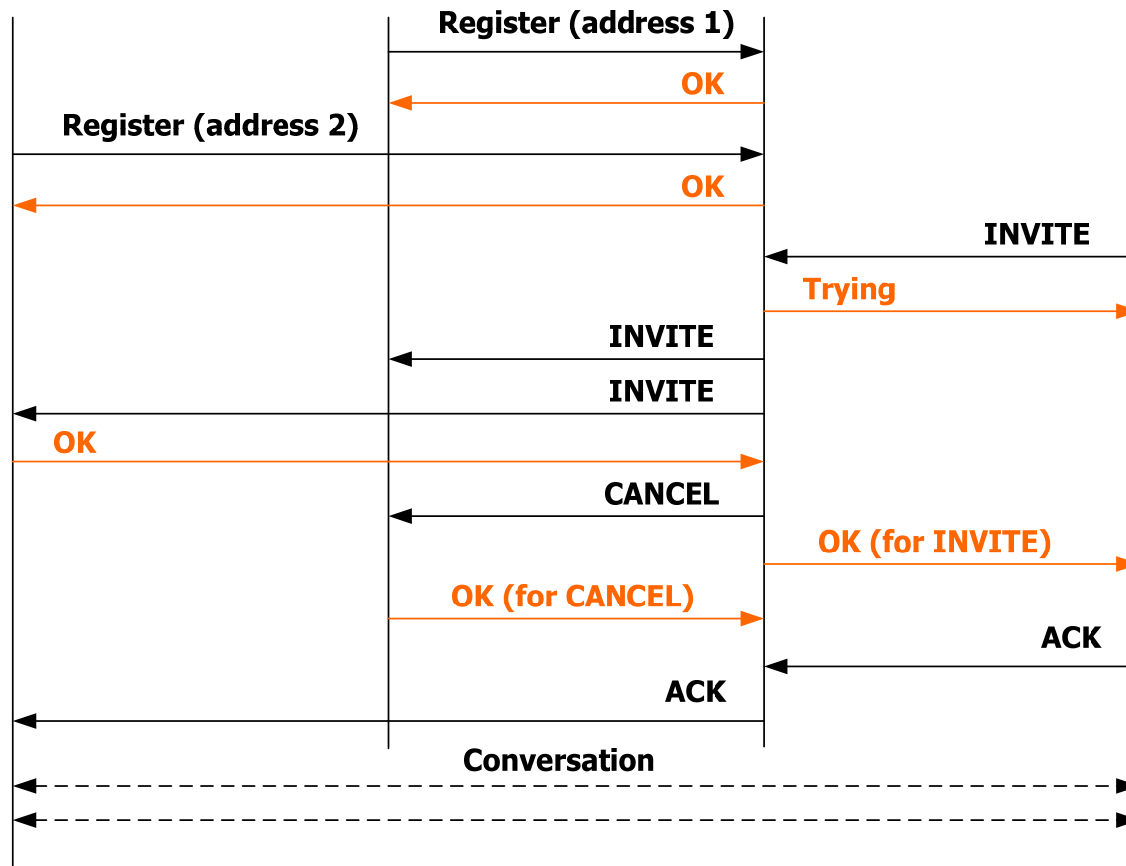 Register (address 1)
OK
Register (address 2)
OK
INVITE
Trying
INVITE
INVITE
OK
CANCEL
OK (for INVITE)
OK (for CANCEL)
ACK
ACK
Conversation